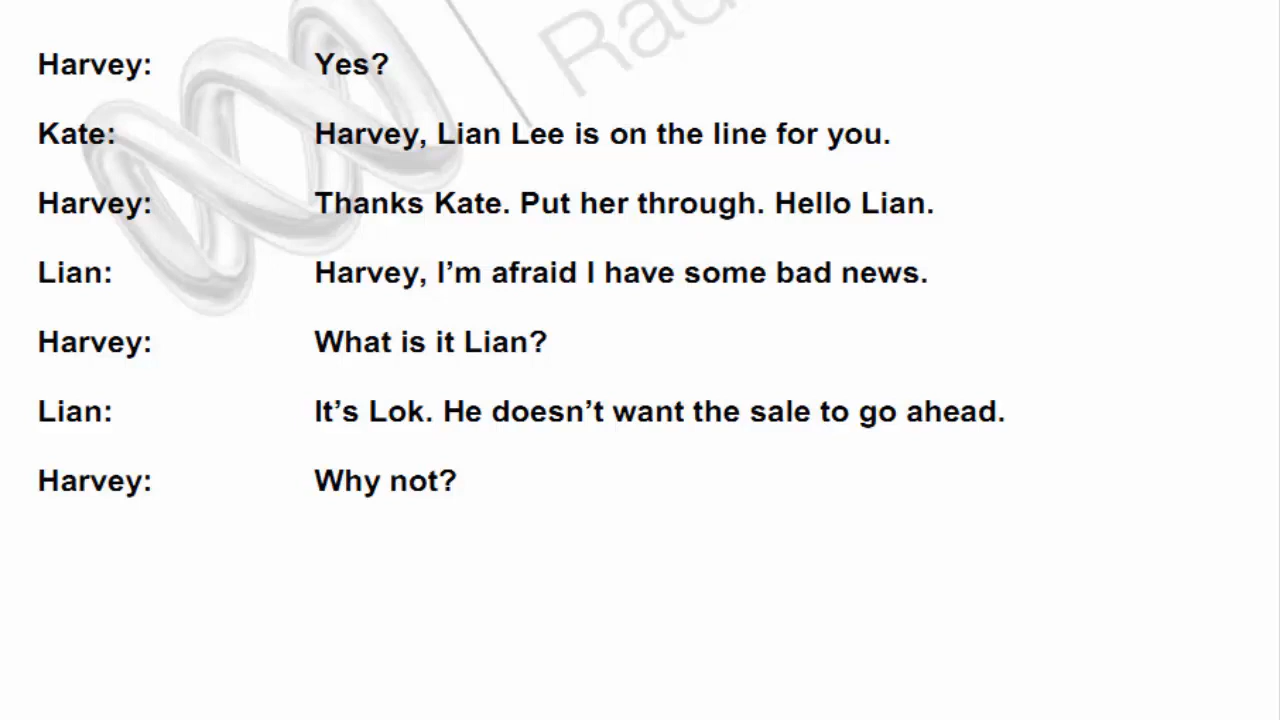 Rad
Harvey: Yes?
Kate: Harvey, Lian Lee is on the line for you.
Harvey: Thanks Kate. Put her through. Hello Lian.
Lian: Harvey, I’m afraid I have some bad news.
Harvey: What is it Lian?
Lian: It’s Lok. He doesn’t want the sale to go ahead.
Harvey: Why not?